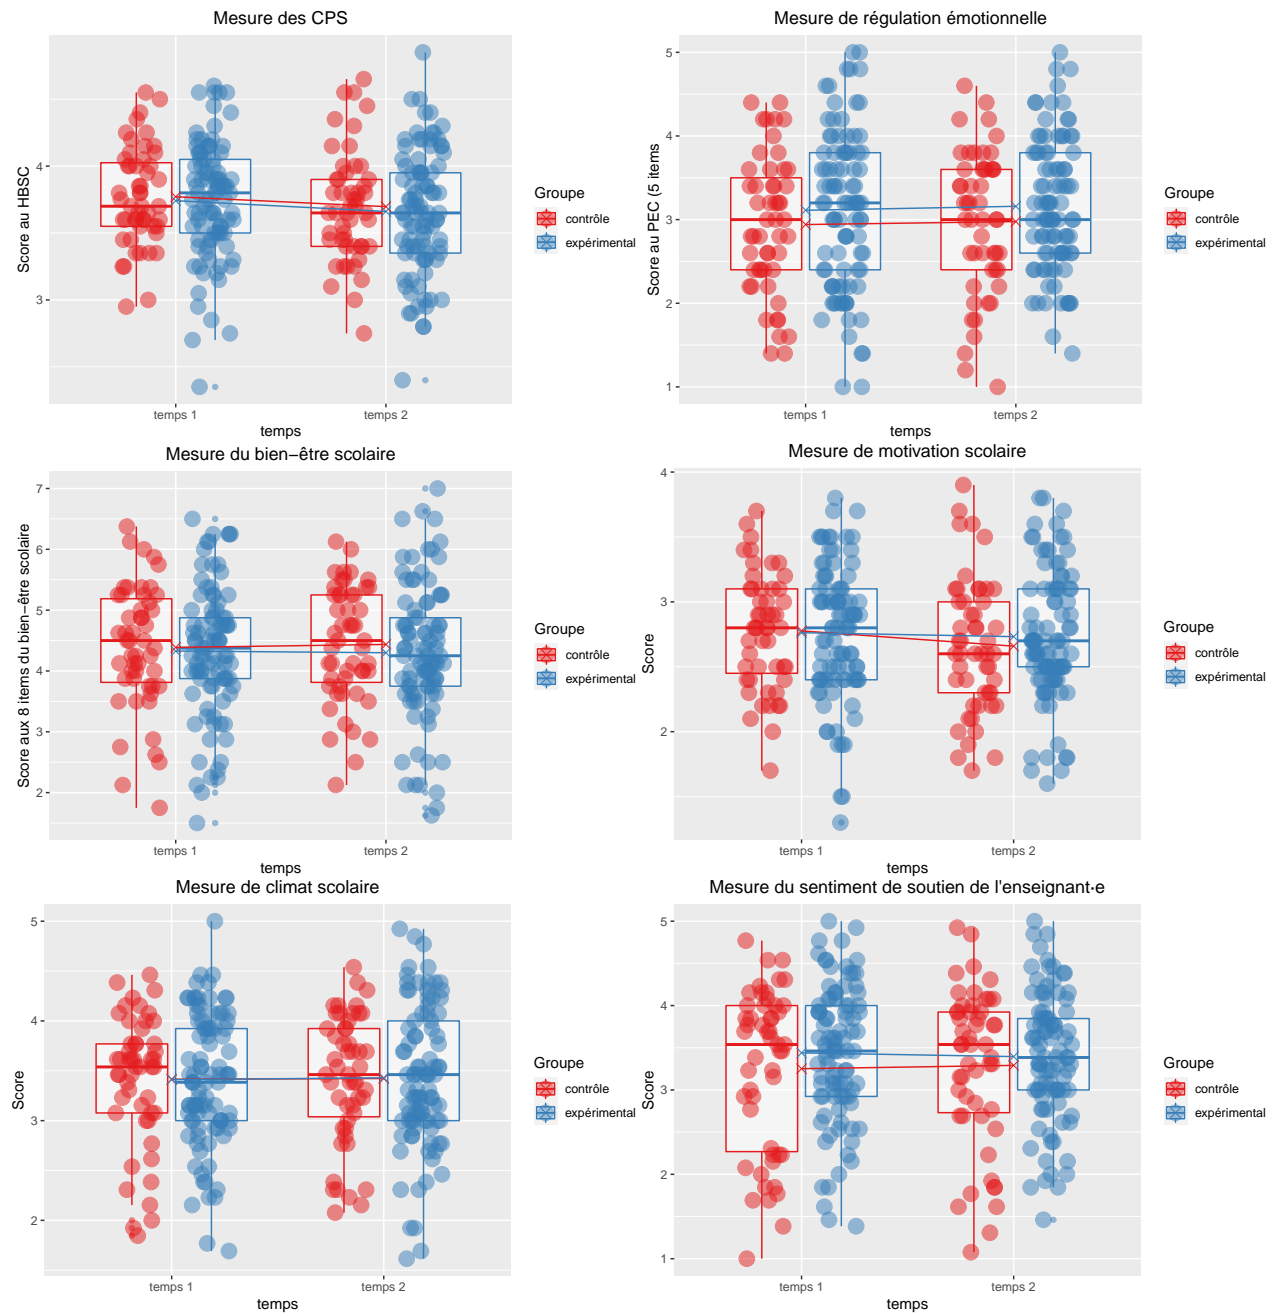 Mesure des CPS
Score au HBSC
4
3
temps 1
temps 2
temps
Groupe
contrôle
expérimental
Mesure de régulation émotionnelle
Score au PEC (5 items
5
4
3
2
1
temps 1
temps 2
temps
Groupe
contrôle
expérimental
Mesure du bien−être scolaire
Score aux 8 items du bien−être scolaire
7
6
5
4
3
2
temps 1
temps 2
temps
Groupe
contrôle
expérimental
Mesure de motivation scolaire
Score
4
3
2
temps 1
temps 2
temps
Groupe
contrôle
expérimental
Mesure de climat scolaire
Score
5
4
3
2
temps 1
temps 2
temps
Groupe
contrôle
expérimental
Mesure du sentiment de soutien de l'enseignant·e
Score
5
4
3
2
1
temps 1
temps 2
temps
Groupe
contrôle
expérimental